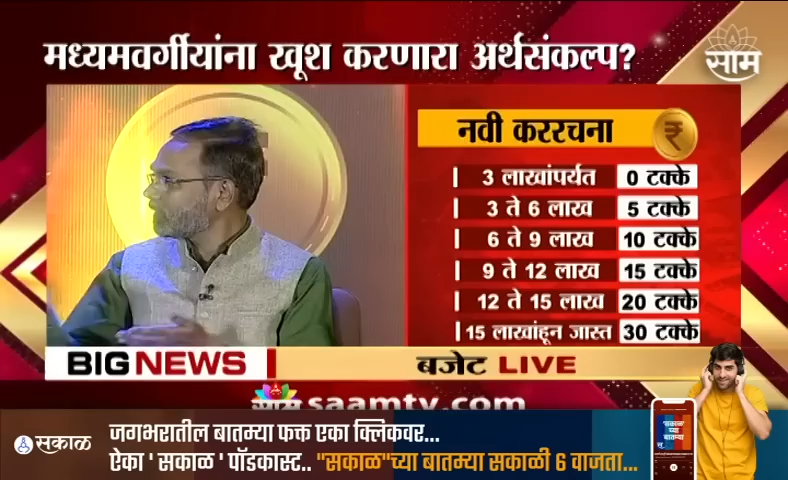 मध्यमवर्गीयांना खूश करणारा अर्थसंकल्प?
साम
नवी कररचना
₹
3 लाखांपर्यंत 0 टक्के
3 ते 6 लाख 5 टक्के
6 ते 9 लाख 10 टक्के
9 ते 12 लाख 15 टक्के
12 ते 15 लाख 20 टक्के
15 लाखांहून जास्त 30 टक्के
BIG NEWS बजेट LIVE
साम saamtv.com
सकाळ
जगभरातील बातम्या फक्त एका क्लिकवर...
ऐका ' सकाळ ' पॉडकास्ट.. "सकाळ"च्या बातम्या सकाळी 6 वाजता...
'सकाळ'
च्या
बातम्या